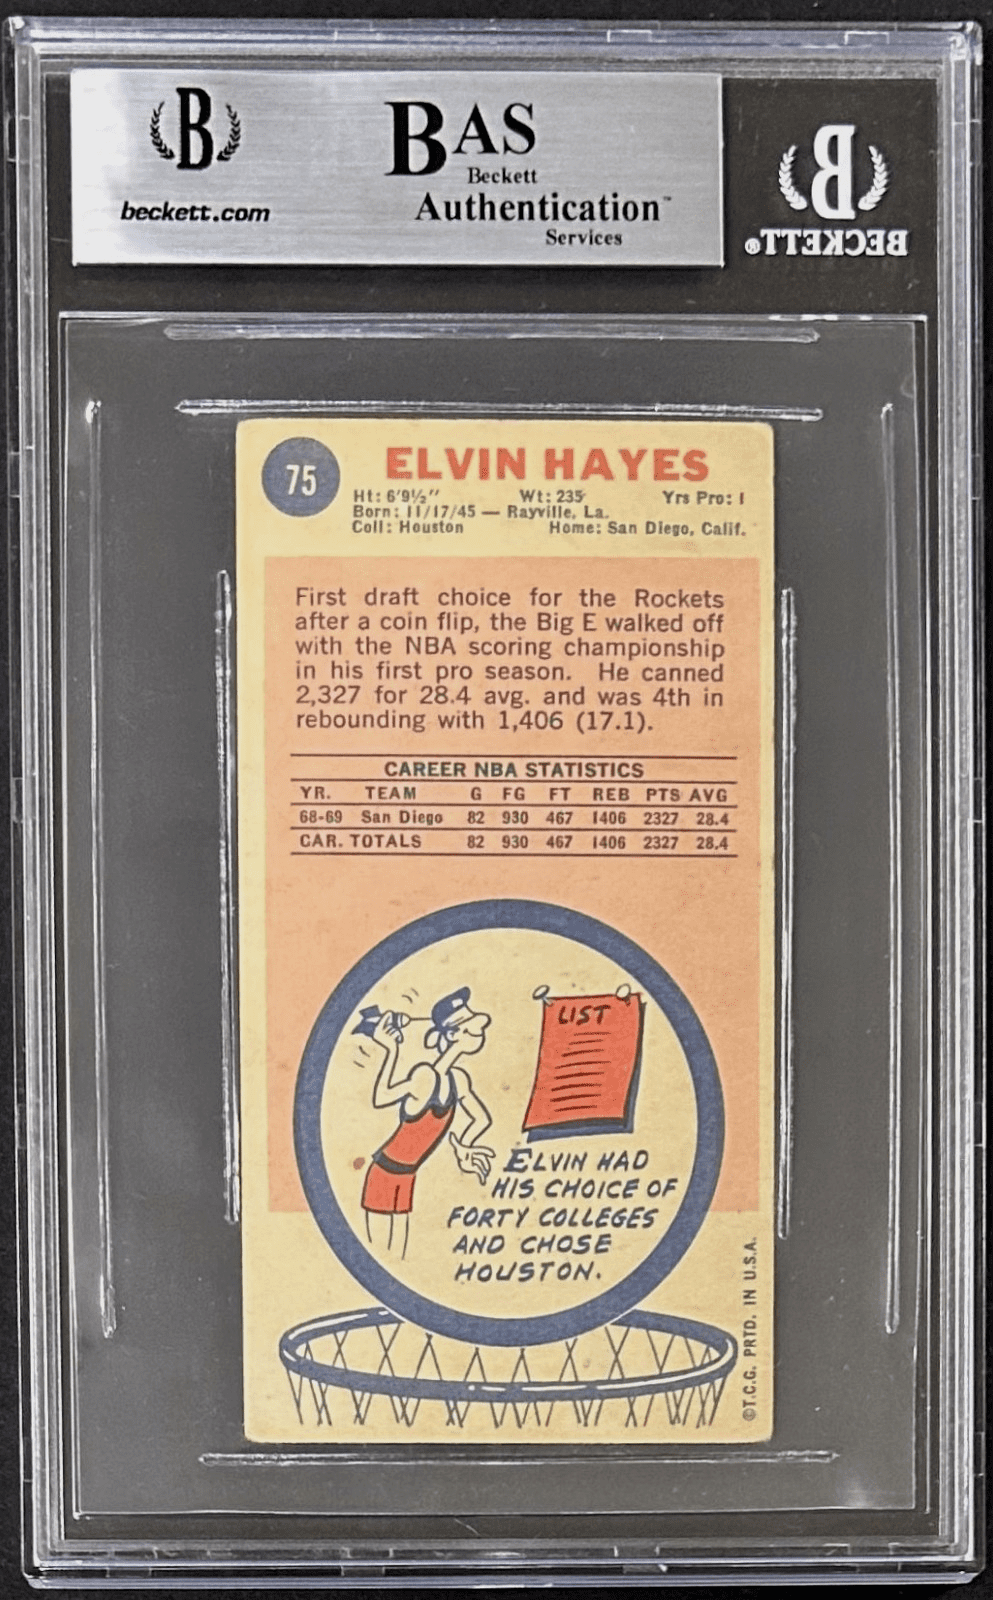 B
beckett.com
BAS
Beckett
Authentication™
Services
B
BECKETT®
75
ELVIN HAYES
Ht: 6'9½" Wt: 235 Yrs Pro: 1
Born: 11/17/45 — Rayville, La.
Coll: Houston Home: San Diego, Calif.
First draft choice for the Rockets
after a coin flip, the Big E walked off
with the NBA scoring championship
in his first pro season. He canned
2,327 for 28.4 avg. and was 4th in
rebounding with 1,406 (17.1).
CAREER NBA STATISTICS
YR. TEAM G FG FT REB PTS AVG
68-69 San Diego 82 930 467 1406 2327 28.4
CAR. TOTALS 82 930 467 1406 2327 28.4
LIST
ELVIN HAD
HIS CHOICE OF
FORTY COLLEGES
AND CHOSE
HOUSTON.
©T.C.G. PRTD. IN U.S.A.